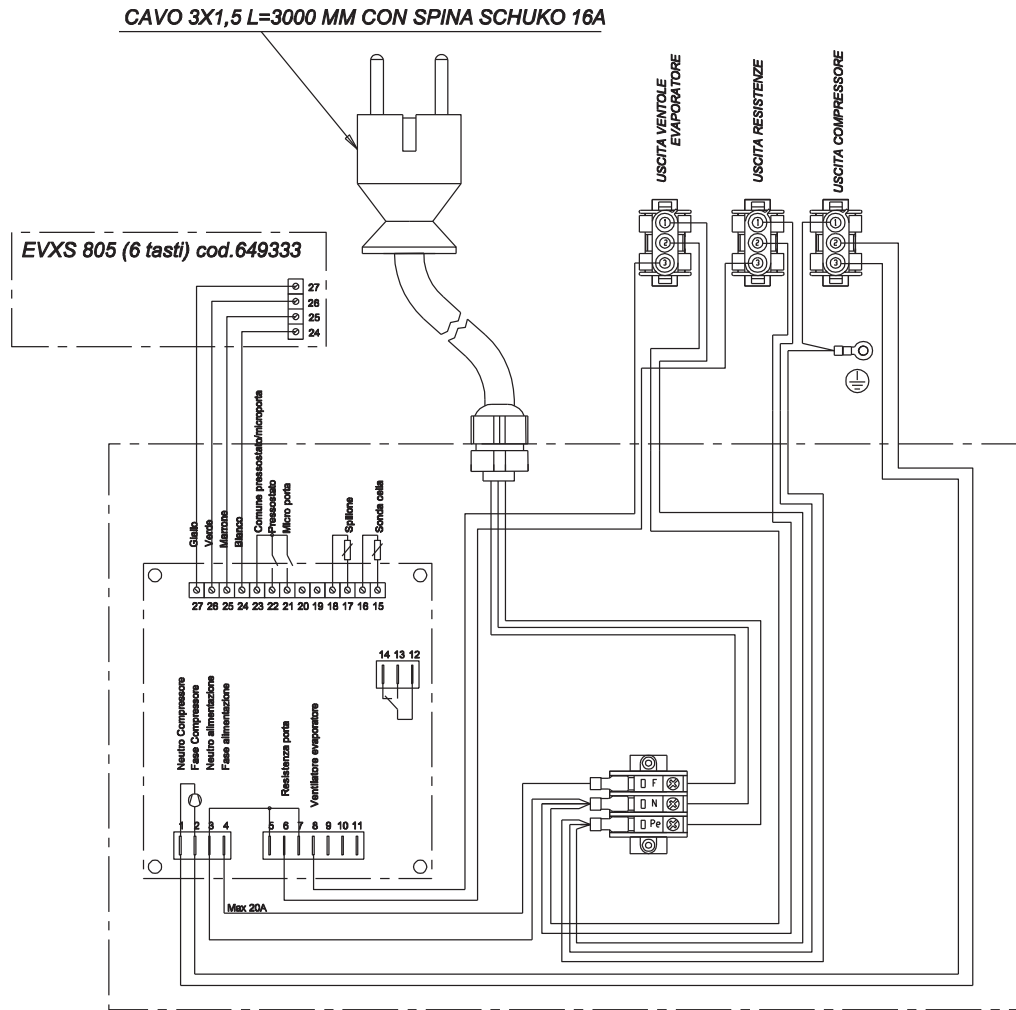 CAVO 3X1,5 L=3000 MM CON SPINA SCHUKO 16A
USCITA VENTOLE
EVAPORATORE
USCITA RESISTENZE
USCITA COMPRESSORE
1
2
3
1
2
3
1
2
3
EVXS 805 (6 tasti) cod.649333
27
26
25
24
Giallo
Verde
Marrone
Bianco
Comune pressostato/microporta
Pressostato
Micro porta
Spillone
Sonda cella
27 26 25 24 23 22 21 20 19 18 17 16 15
14 13 12
Neutro Compressore
Fase Compressore
Neutro alimentazione
Fase alimentazione
Resistenza porta
Ventilatore evaporatore
1 2 3 4
5 6 7 8 9 10 11
F
N
Pe
Max 20A